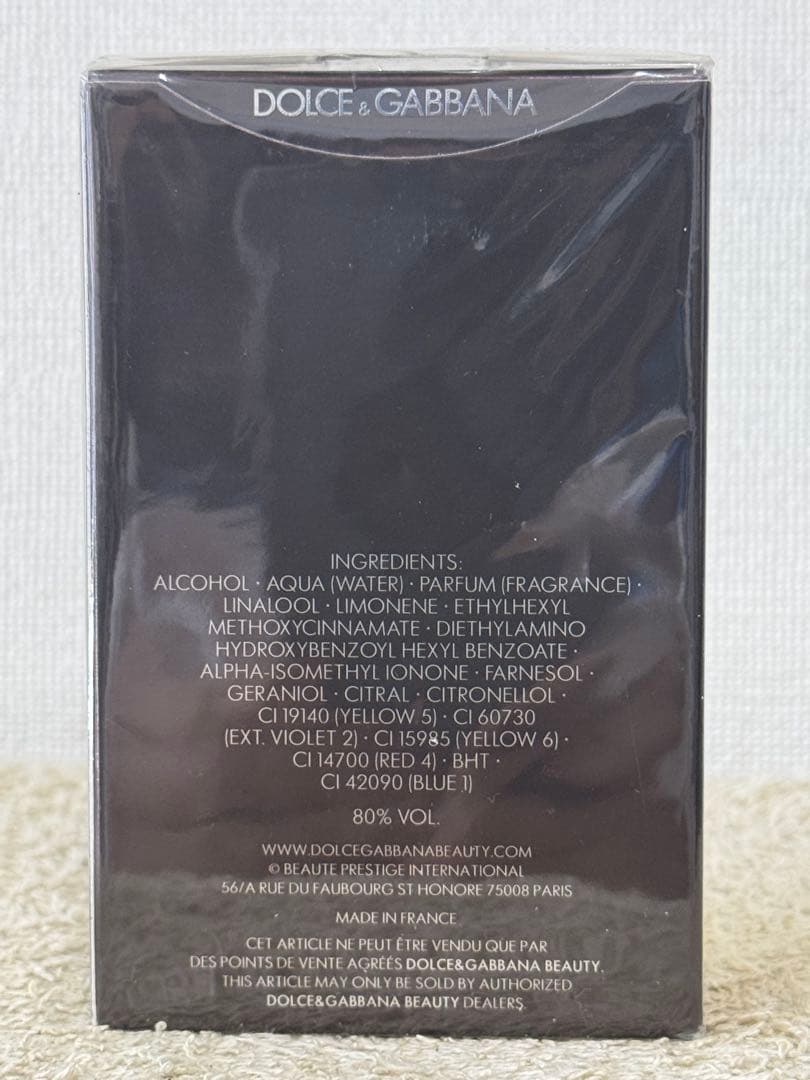 DOLCE & GABBANA
INGREDIENTS:
ALCOHOL · AQUA (WATER) · PARFUM (FRAGRANCE) ·
LINALOOL · LIMONENE · ETHYLHEXYL
METHOXYCINNAMATE · DIETHYLAMINO
HYDROXYBENZOYL HEXYL BENZOATE ·
ALPHA-ISOMETHYL IONONE · FARNESOL ·
GERANIOL · CITRAL · CITRONELLOL ·
CI 19140 (YELLOW 5) · CI 60730
(EXT. VIOLET 2) · CI 15985 (YELLOW 6) ·
CI 14700 (RED 4) · BHT ·
CI 42090 (BLUE 1)
80% VOL.
WWW.DOLCEGABBANABEAUTY.COM
© BEAUTE PRESTIGE INTERNATIONAL
56/A RUE DU FAUBOURG ST HONORE 75008 PARIS
MADE IN FRANCE
CET ARTICLE NE PEUT ÊTRE VENDU QUE PAR
DES POINTS DE VENTE AGRÉÉS DOLCE&GABBANA BEAUTY.
THIS ARTICLE MAY ONLY BE SOLD BY AUTHORIZED
DOLCE&GABBANA BEAUTY DEALERS.